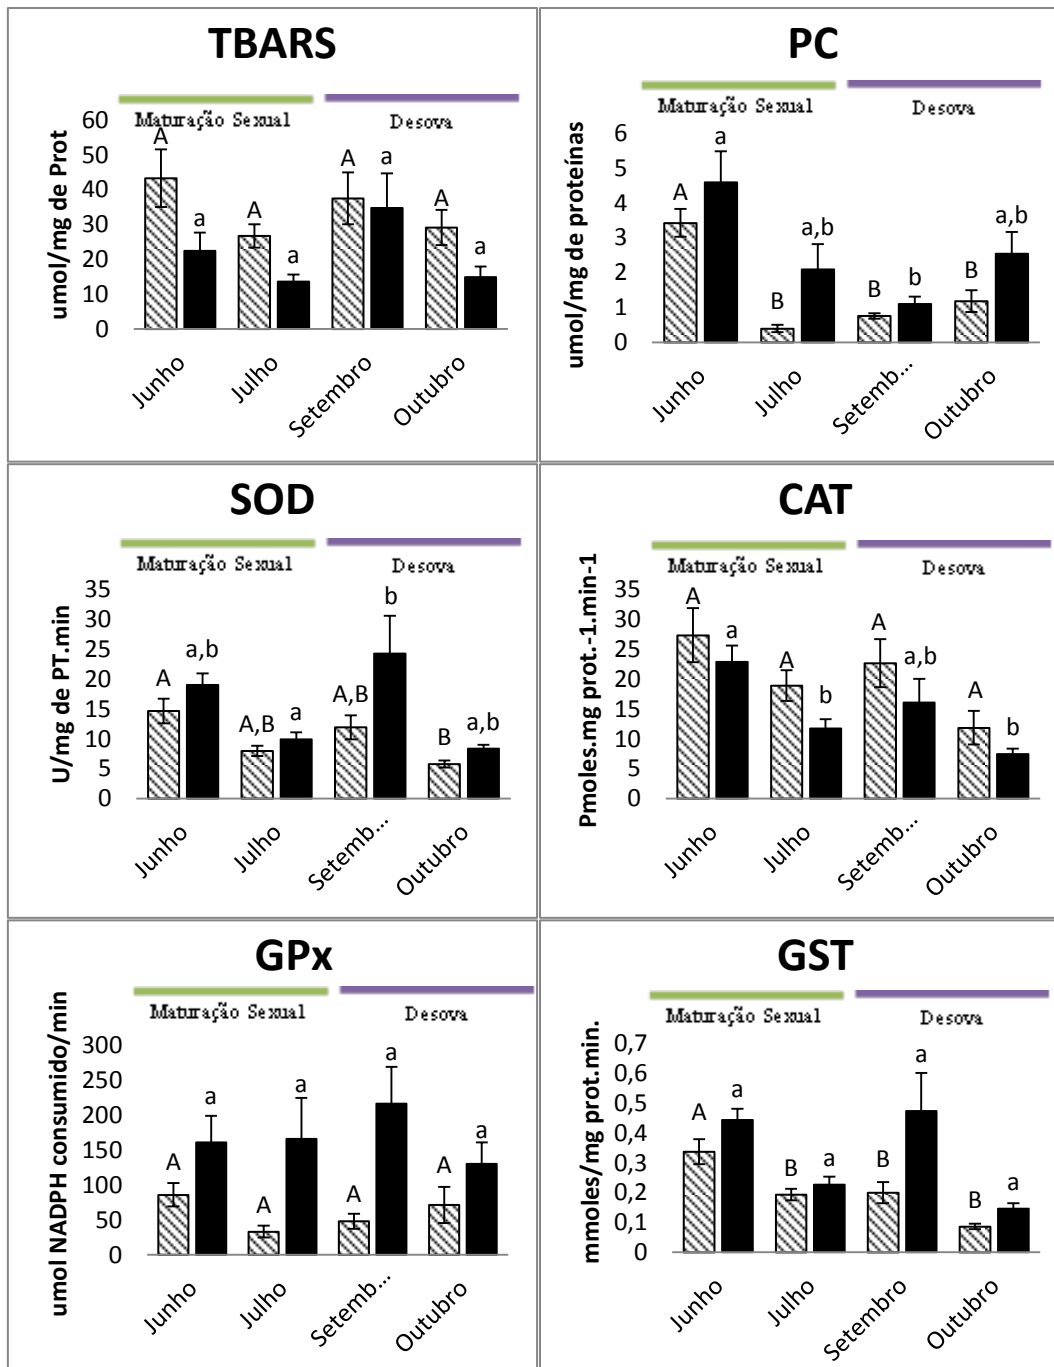 TBARS
Maturação Sexual Desova
umol/mg de Prot
60
50
40
30
20
10
0
A a A a A a A a
Junho Julho Setembro Outubro
PC
Maturação Sexual Desova
umol/mg de proteínas
6
5
4
3
2
1
0
A a B a,b B b B a,b
Junho Julho Setemb... Outubro
SOD
Maturação Sexual Desova
U/mg de PT.min
35
30
25
20
15
10
5
0
A a,b A,B a A,B b B a,b
Junho Julho Setemb... Outubro
CAT
Maturação Sexual Desova
Pmoles.mg prot.-1.min-1
35
30
25
20
15
10
5
0
A a A b A a,b A b
Junho Julho Setemb... Outubro
GPx
Maturação Sexual Desova
umol NADPH consumido/min
300
250
200
150
100
50
0
A a A a A a A a
Junho Julho Setemb... Outubro
GST
Maturação Sexual Desova
mmoles/mg prot.min.
0,7
0,6
0,5
0,4
0,3
0,2
0,1
0
A a B a B a B a
Junho Julho Setemb... Outubro